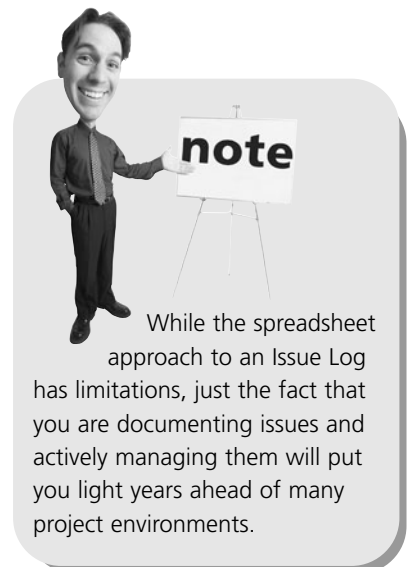 note
While the spreadsheet
approach to an Issue Log
has limitations, just the fact that
you are documenting issues and
actively managing them will put
you light years ahead of many
project environments.